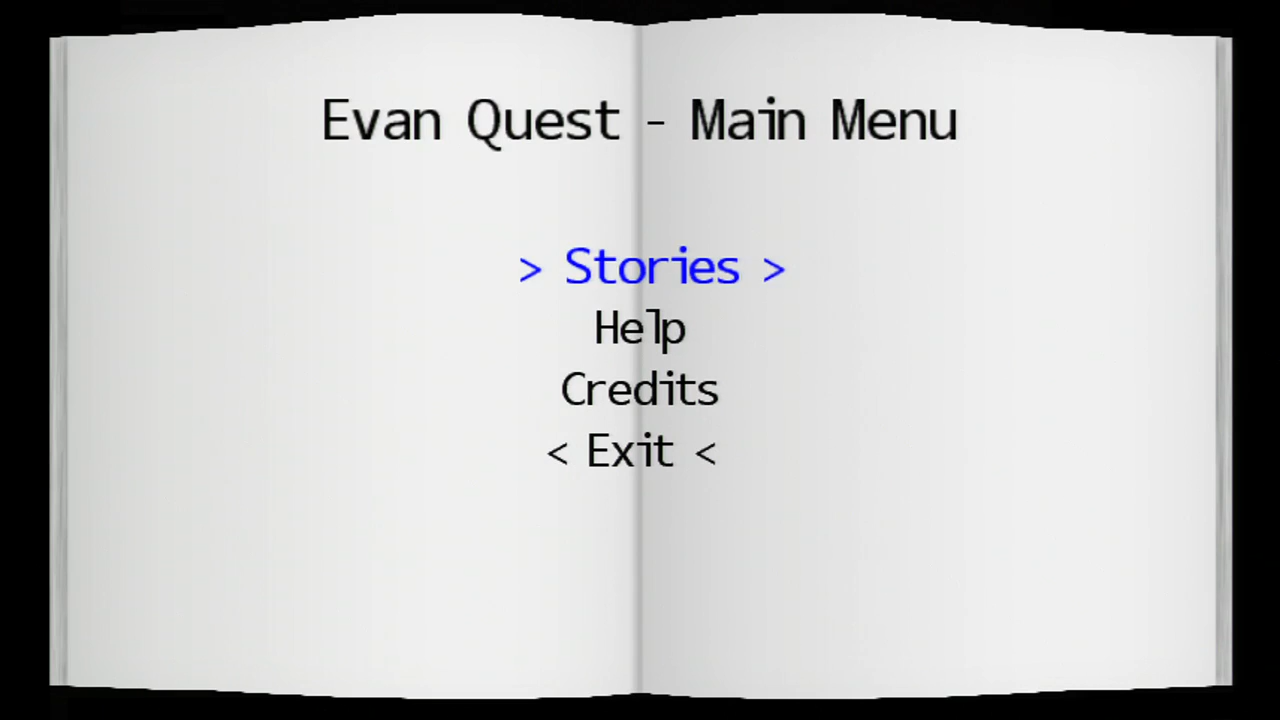 Evan Quest - Main Menu
> Stories >
Help
Credits
< Exit <